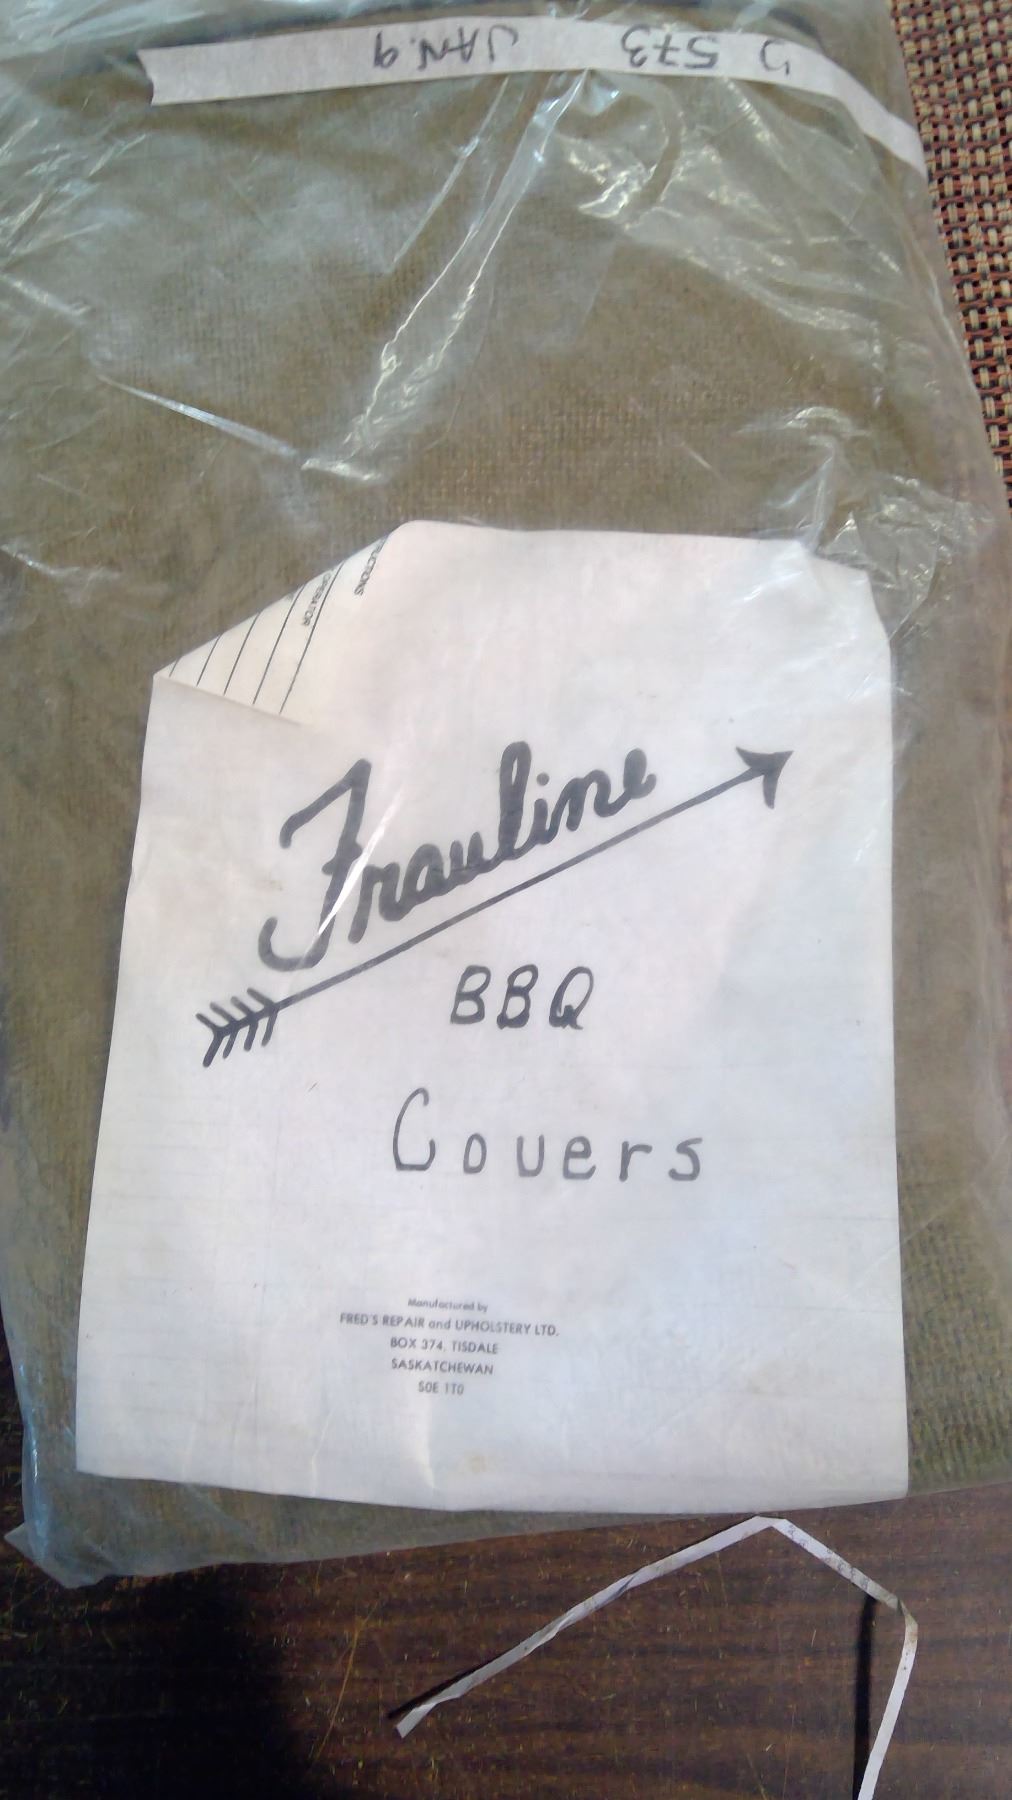 573 JAN. 9
OPERATOR
Frauline
BBQ
Covers
Manufactured by
FRED'S REPAIR and UPHOLSTERY LTD.
BOX 374, TISDALE
SASKATCHEWAN
S0E 1T0